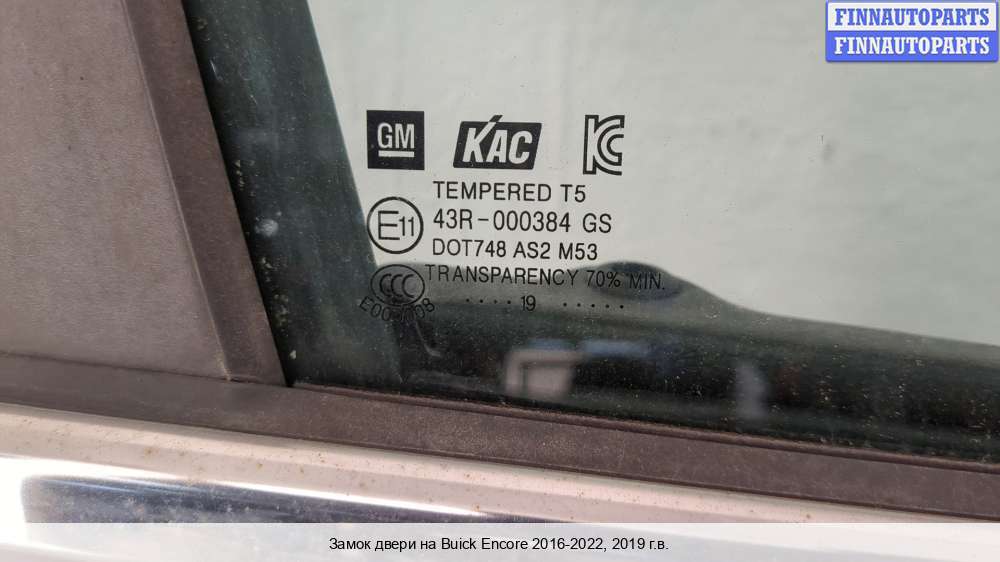 FINNAUTOPARTS
FINNAUTOPARTS
GM KAC KC
TEMPERED T5
E11 43R-000384 GS
DOT748 AS2 M53
CCC TRANSPARENCY 70% MIN.
.... 19 .....
Замок двери на Buick Encore 2016-2022, 2019 г.в.